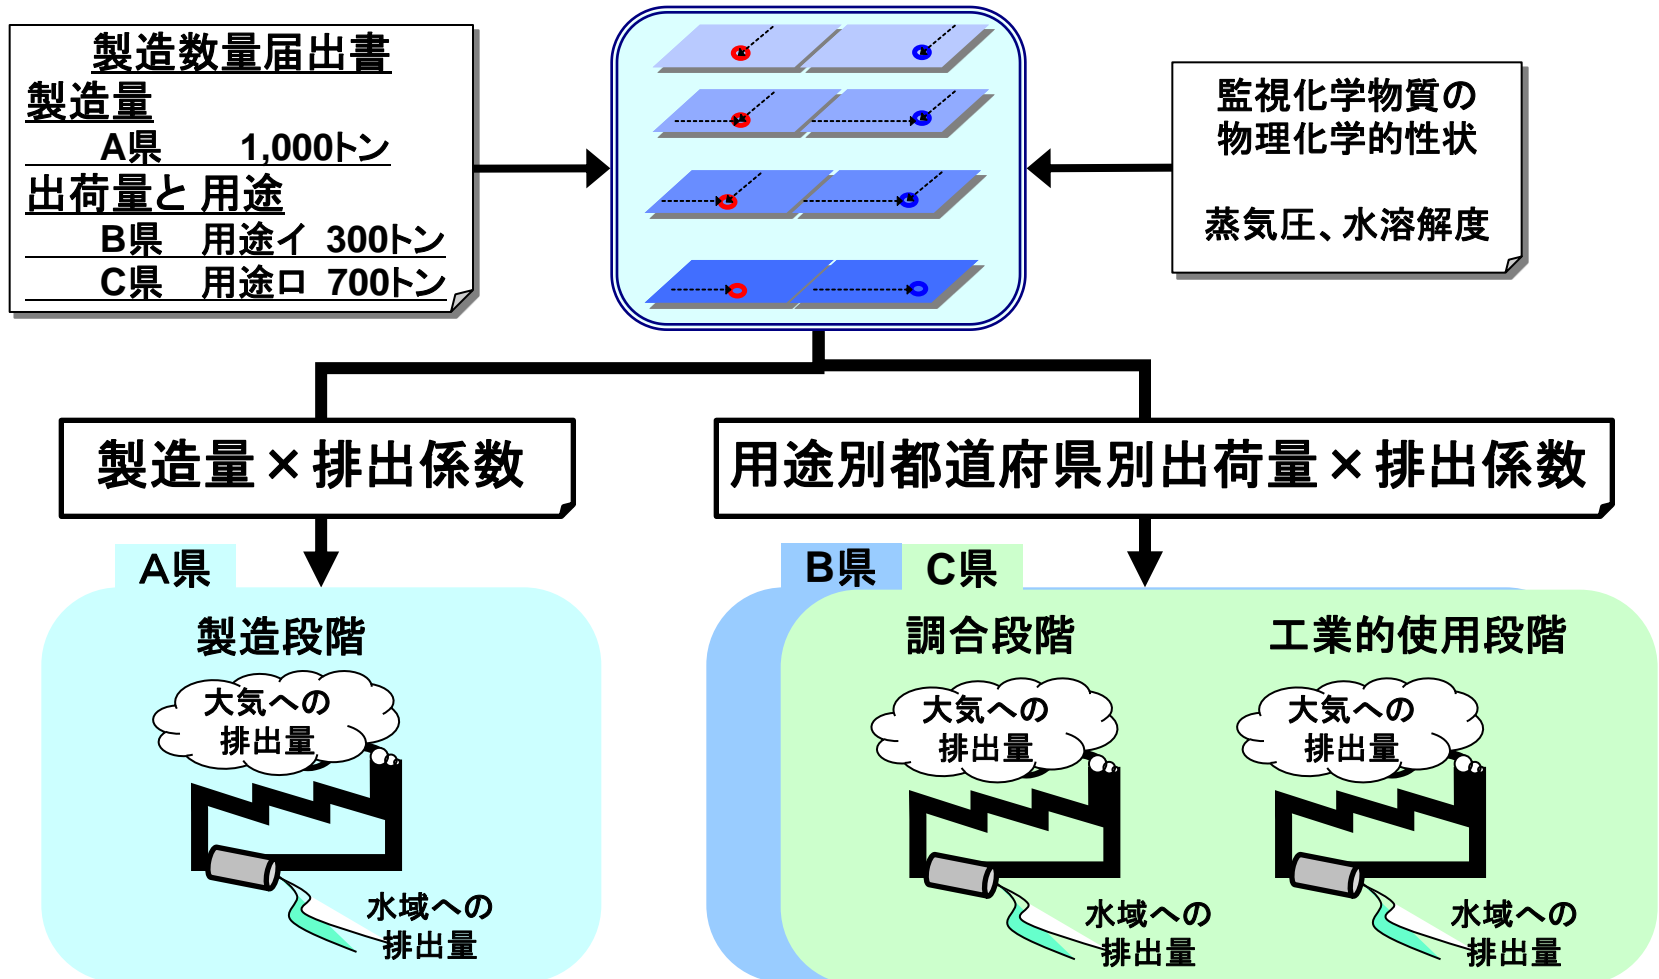 製造数量届出書
製造量
A県 1,000トン
出荷量と 用途
B県 用途イ 300トン
C県 用途ロ 700トン
監視化学物質の
物理化学的性状
蒸気圧、水溶解度
製造量×排出係数
用途別都道府県別出荷量×排出係数
A県
製造段階
大気への
排出量
水域への
排出量
B県
C県
調合段階
大気への
排出量
水域への
排出量
工業的使用段階
大気への
排出量
水域への
排出量